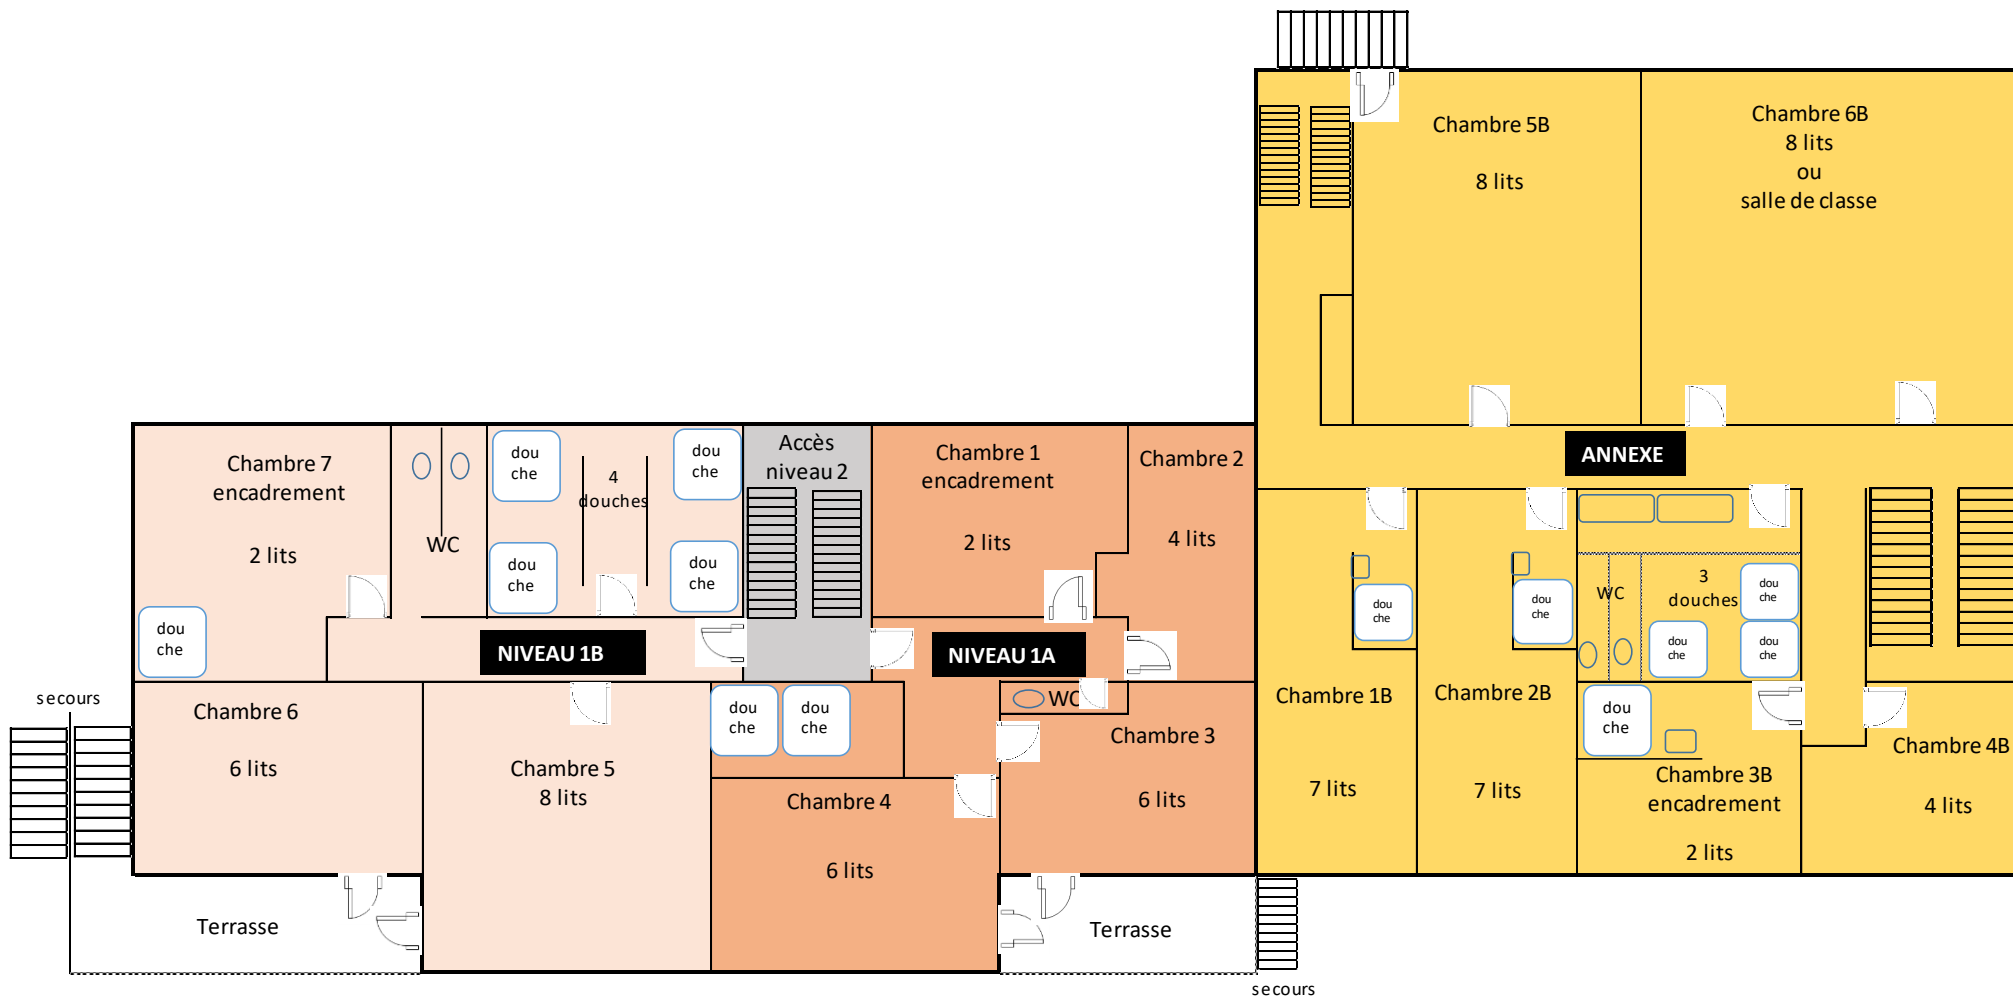 Chambre 5B
8 lits
Chambre 6B
8 lits
ou
salle de classe
ANNEXE
Chambre 7
encadrement
2 lits
dou
che
WC
dou
che
dou
che
4
douches
dou
che
dou
che
Accès
niveau 2
Chambre 1
encadrement
2 lits
Chambre 2
4 lits
NIVEAU 1B
NIVEAU 1A
WC
secours
Chambre 6
6 lits
Chambre 5
8 lits
dou
che
dou
che
Chambre 4
6 lits
Chambre 3
6 lits
Terrasse
Terrasse
secours
dou
che
Chambre 1B
7 lits
dou
che
Chambre 2B
7 lits
WC
3
douches
dou
che
dou
che
dou
che
dou
che
Chambre 3B
encadrement
2 lits
Chambre 4B
4 lits